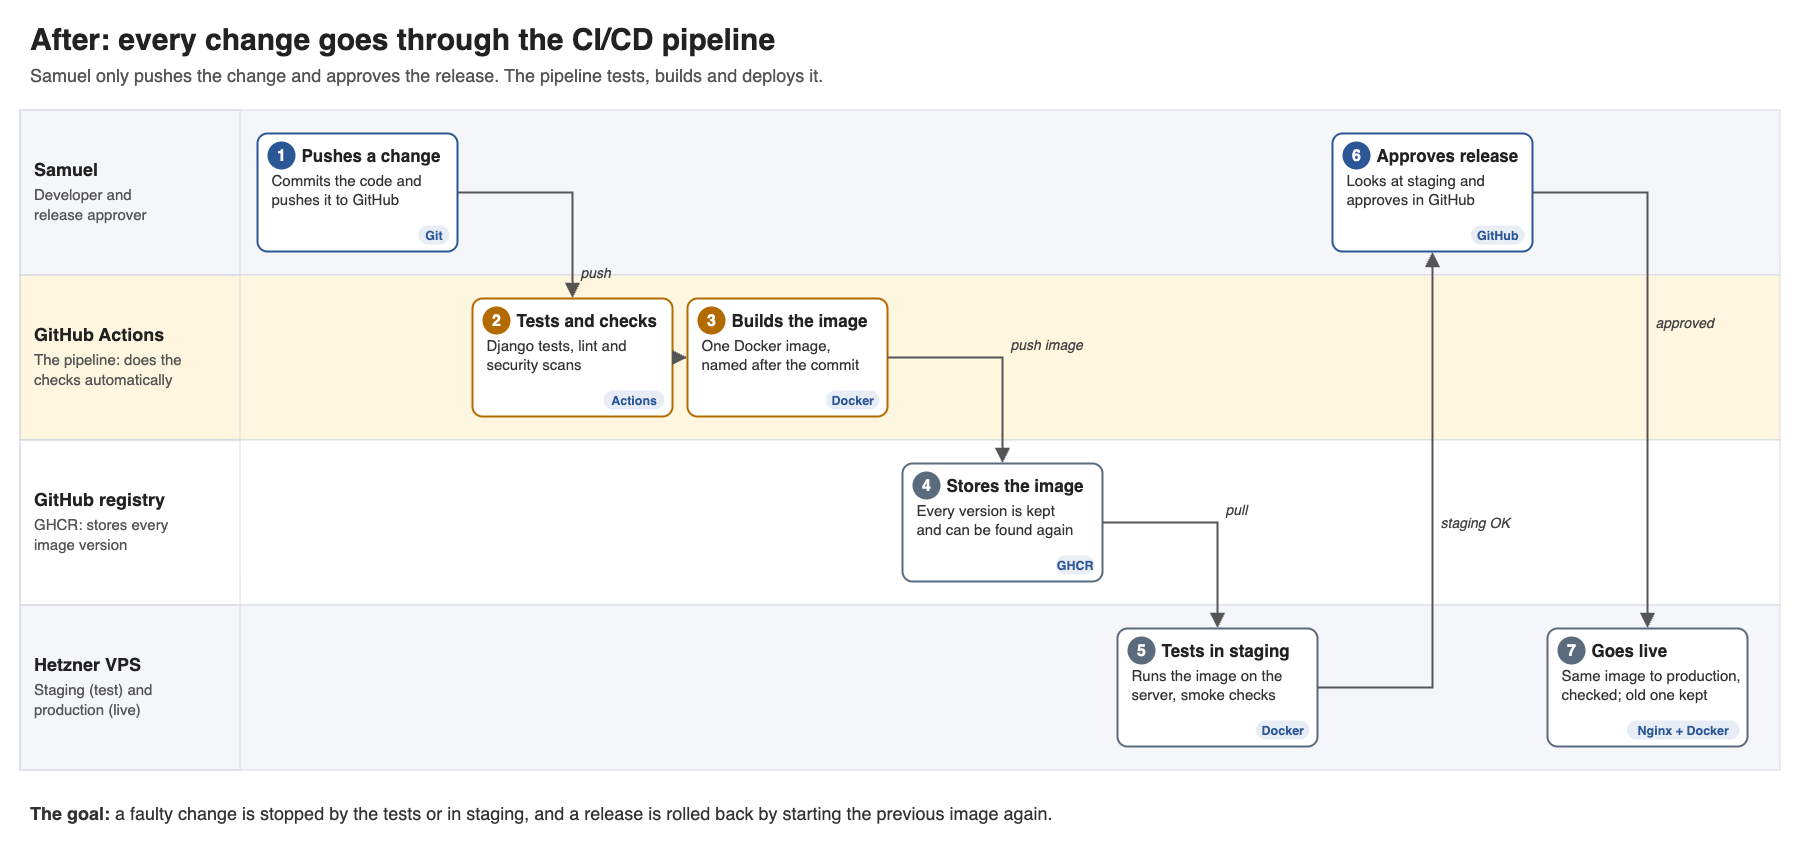 After: every change goes through the CI/CD pipeline
Samuel only pushes the change and approves the release. The pipeline tests, builds and deploys it.
Samuel
Developer and
release approver
1 Pushes a change
Commits the code and
pushes it to GitHub
Git
push
6 Approves release
Looks at staging and
approves in GitHub
GitHub
approved
GitHub Actions
The pipeline: does the
checks automatically
2 Tests and checks
Django tests, lint and
security scans
Actions
3 Builds the image
One Docker image,
named after the commit
Docker
push image
GitHub registry
GHCR: stores every
image version
4 Stores the image
Every version is kept
and can be found again
GHCR
pull
staging OK
Hetzner VPS
Staging (test) and
production (live)
5 Tests in staging
Runs the image on the
server, smoke checks
Docker
7 Goes live
Same image to production,
checked; old one kept
Nginx + Docker
The goal: a faulty change is stopped by the tests or in staging, and a release is rolled back by starting the previous image again.